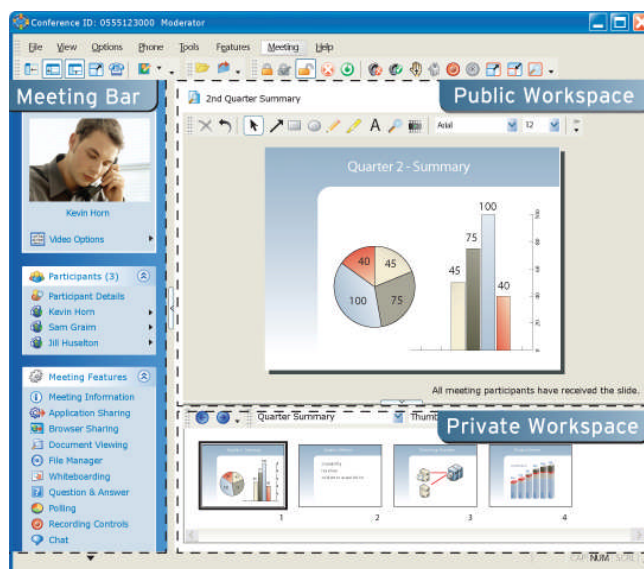 Conference ID: 0555123000 Moderator
File View Options Phone Tools Features Meeting Help
Meeting Bar
Public Workspace
2nd Quarter Summary
Arial 12
Quarter 2 - Summary
100
75
45
40
40 45
100 75
Kevin Horn
Video Options
Participants (3)
Participant Details
Kevin Horn
Sam Graim
Jill Huselton
All meeting participants have received the slide.
Meeting Features
Meeting Information
Application Sharing
Browser Sharing
Document Viewing
File Manager
Whiteboarding
Question & Answer
Polling
Recording Controls
Chat
Quarter Summary
Private Workspace
1 2 3 4
CAP NUM SCRL